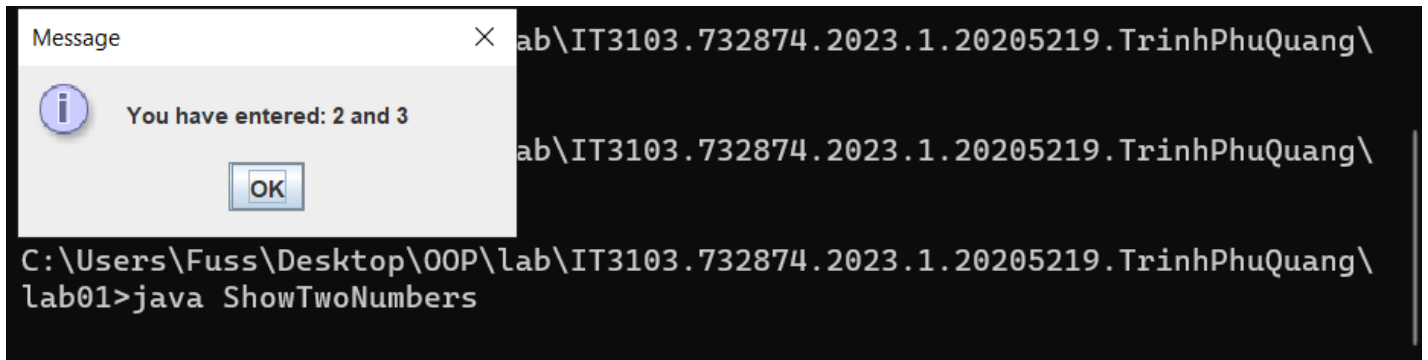 Message
You have entered: 2 and 3
OK
ab\IT3103.732874.2023.1.20205219.TrinhPhuQuang\
ab\IT3103.732874.2023.1.20205219.TrinhPhuQuang\
C:\Users\Fuss\Desktop\OOP\lab\IT3103.732874.2023.1.20205219.TrinhPhuQuang\
lab01>java ShowTwoNumbers